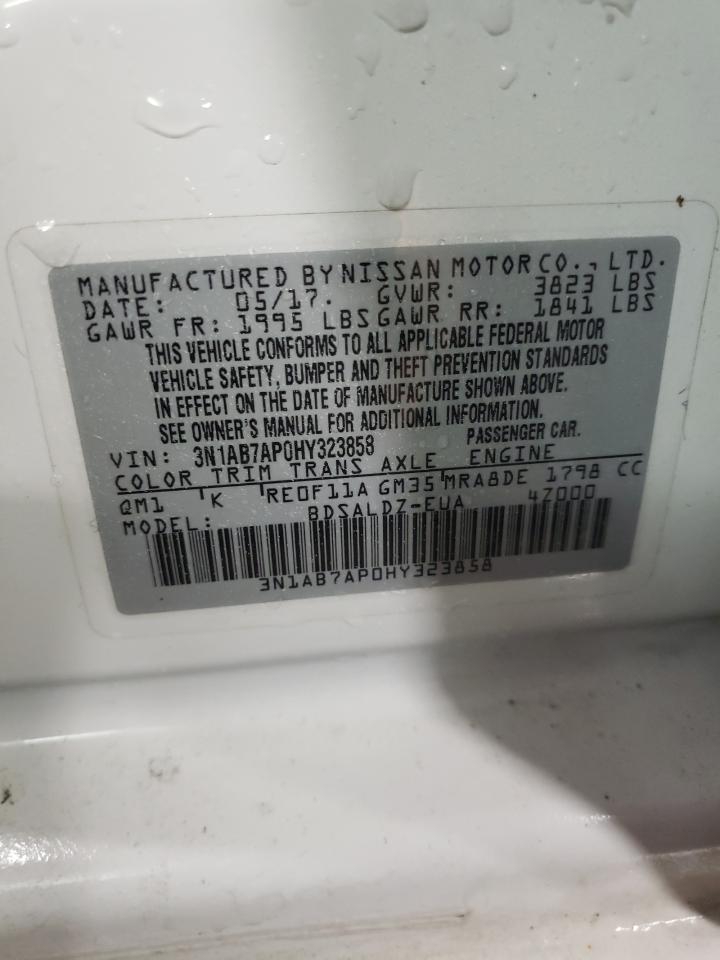 MANUFACTURED BY NISSAN MOTOR CO., LTD.
DATE: 05/17. GVWR: 3823 LBS
GAWR FR: 1995 LBS GAWR RR: 1841 LBS
THIS VEHICLE CONFORMS TO ALL APPLICABLE FEDERAL MOTOR
VEHICLE SAFETY, BUMPER AND THEFT PREVENTION STANDARDS
IN EFFECT ON THE DATE OF MANUFACTURE SHOWN ABOVE.
SEE OWNER'S MANUAL FOR ADDITIONAL INFORMATION.
VIN: 3N1AB7AP0HY323858 PASSENGER CAR.
COLOR TRIM TRANS AXLE ENGINE
QM1 K RE0F11A GM35 MRA8DE 1798 CC
MODEL: BDSALDZ-EUA 47000
3N1AB7AP0HY323858